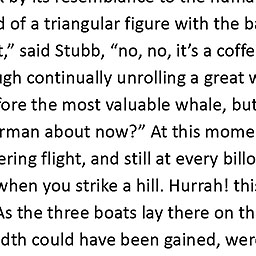 d of a triangular figure with the b
," said Stubb, "no, no, it's a coffe
ugh continually unrolling a great w
fore the most valuable whale, but
rman about now?" At this mome
ering flight, and still at every billo
when you strike a hill. Hurrah! this
As the three boats lay there on th
dth could have been gained, were